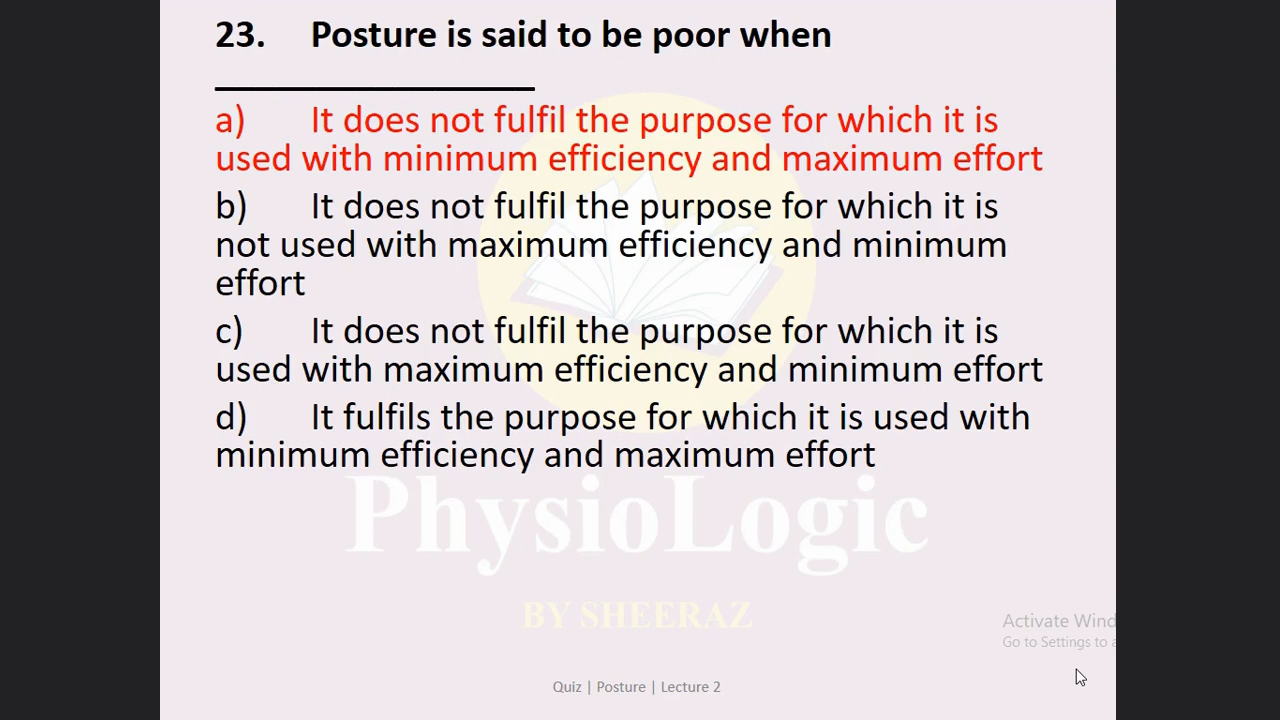 23. Posture is said to be poor when
________________
a) It does not fulfil the purpose for which it is
used with minimum efficiency and maximum effort
b) It does not fulfil the purpose for which it is
not used with maximum efficiency and minimum
effort
c) It does not fulfil the purpose for which it is
used with maximum efficiency and minimum effort
d) It fulfils the purpose for which it is used with
minimum efficiency and maximum effort
PhysioLogic
BY SHEERAZ
Activate Wind
Go to Settings to a
Quiz | Posture | Lecture 2